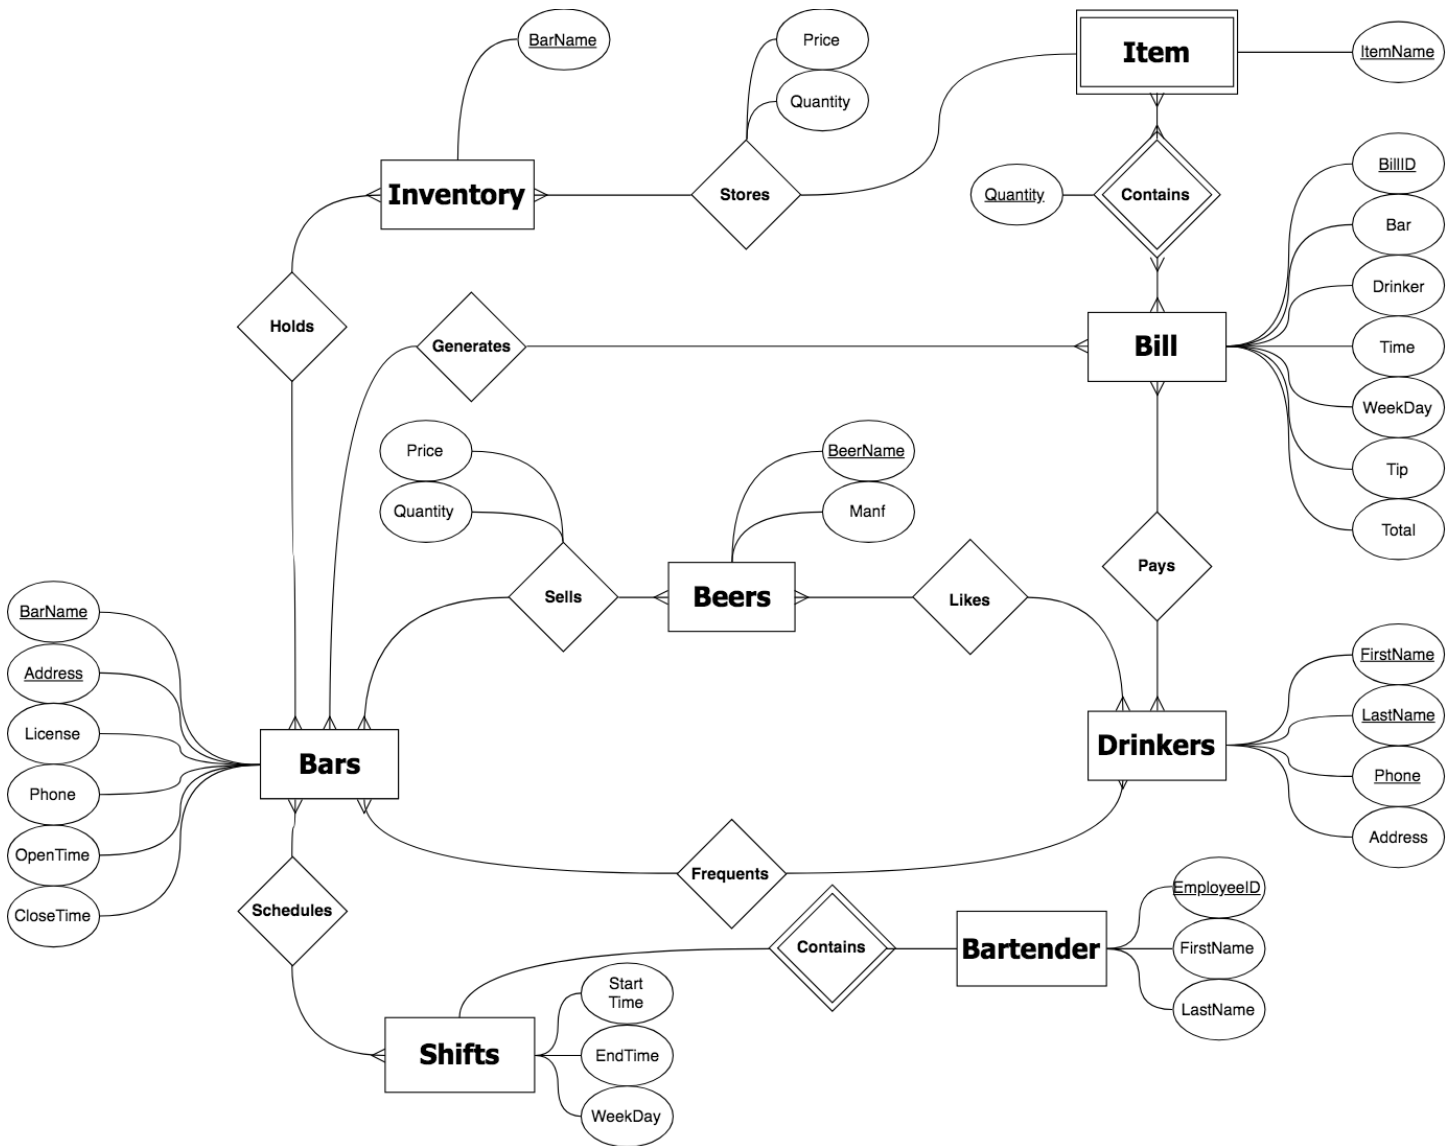 BarName
Price
Quantity
Item
ItemName
Inventory
Stores
Quantity
Contains
BillID
Bar
Drinker
Time
WeekDay
Tip
Total
Holds
Generates
Bill
Price
Quantity
BeerName
Manf
Sells
Beers
Likes
Pays
BarName
Address
License
Phone
OpenTime
CloseTime
Bars
Drinkers
FirstName
LastName
Phone
Address
Frequents
Schedules
Contains
Bartender
EmployeeID
FirstName
LastName
Shifts
Start
Time
EndTime
WeekDay